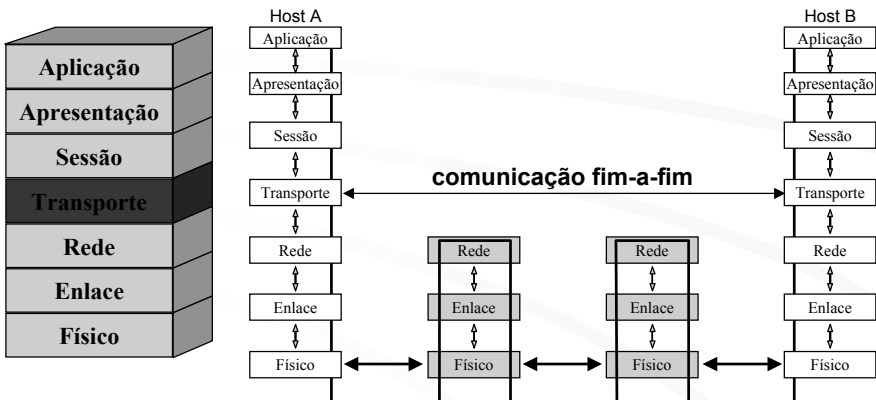 Aplicação
Apresentação
Sessão
Transporte
Rede
Enlace
Físico
Host A
Aplicação
Apresentação
Sessão
Transporte
Rede
Enlace
Físico
comunicação fim-a-fim
Rede
Enlace
Físico
Rede
Enlace
Físico
Host B
Aplicação
Apresentação
Sessão
Transporte
Rede
Enlace
Físico